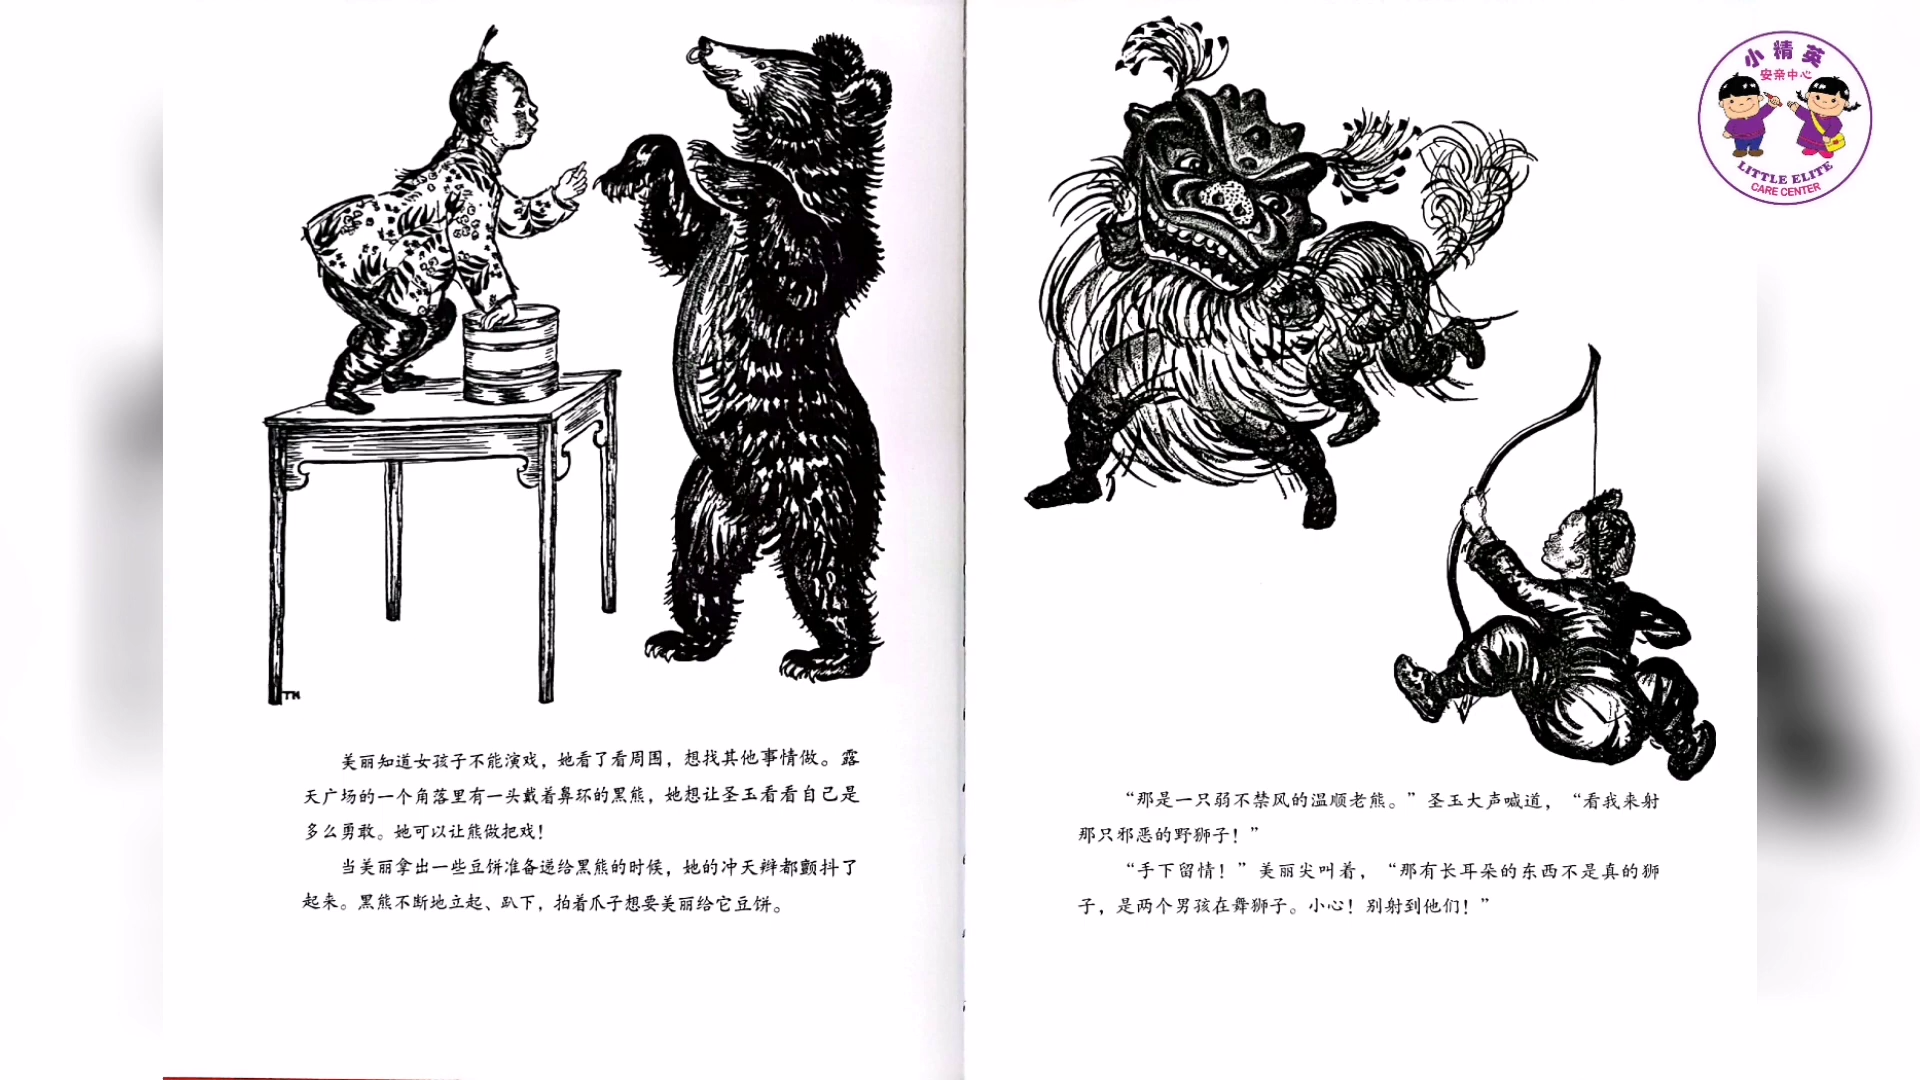 小精英
安亲中心
LITTLE ELITE
CARE CENTER
TH
美丽知道女孩子不能演戏，她看了看周围，想找其他事情做。露
天广场的一个角落里有一头戴着鼻环的黑熊，她想让圣玉看看自己是
多么勇敢。她可以让熊做把戏！
当美丽拿出一些豆饼准备递给黑熊的时候，她的冲天辫都颤抖了
起来。黑熊不断地立起、趴下，拍着爪子想要美丽给它豆饼。
“那是一只弱不禁风的温顺老熊。”圣玉大声喊道，“看我来射
那只邪恶的野狮子！”
“手下留情！”美丽尖叫着，“那有长耳朵的东西不是真的狮
子，是两个男孩在舞狮子。小心！别射到他们！”